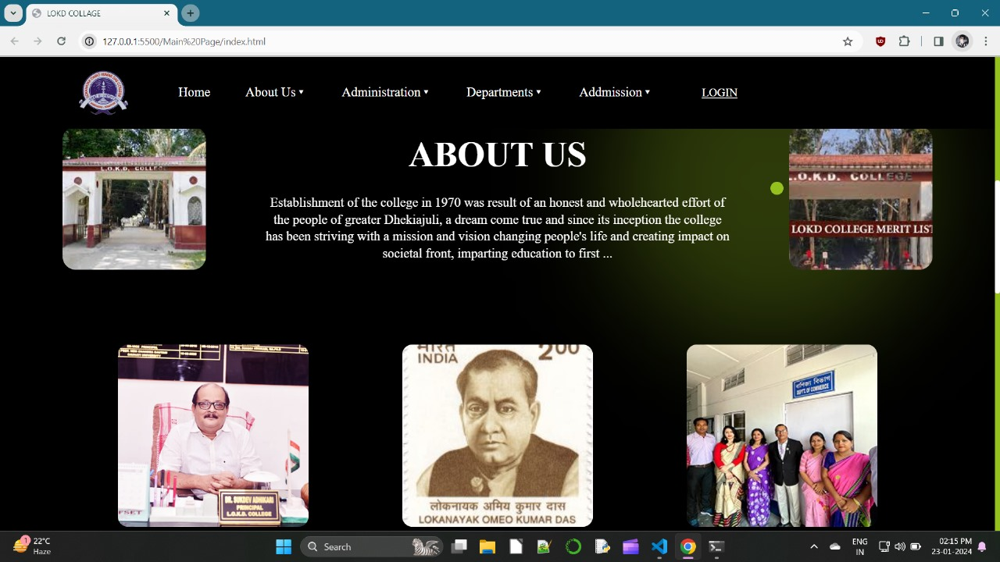 LOKD COLLAGE
127.0.0.1:5500/Main%20Page/index.html
Home
About Us ▾
Administration ▾
Departments ▾
Addmission ▾
LOGIN
L.O.K.D. COLLEGE
ABOUT US
Establishment of the college in 1970 was result of an honest and wholehearted effort of
the people of greater Dhekiajuli, a dream come true and since its inception the college
has been striving with a mission and vision changing people's life and creating impact on
societal front, imparting education to first ...
L.O.K.D. COLLEGE
LOKD COLLEGE MERIT LIST
DR. SUKDEV ADHIKARI
PRINCIPAL
L.O.K.D. COLLEGE
भारत 2.00
INDIA
लोकनायक अमिय कुमार दास
LOKANAYAK OMEO KUMAR DAS
বাণিজ্য বিভাগ
DEPTT. OF COMMERCE
1
22°C
Haze
Search
ENG
IN
02:15 PM
23-01-2024